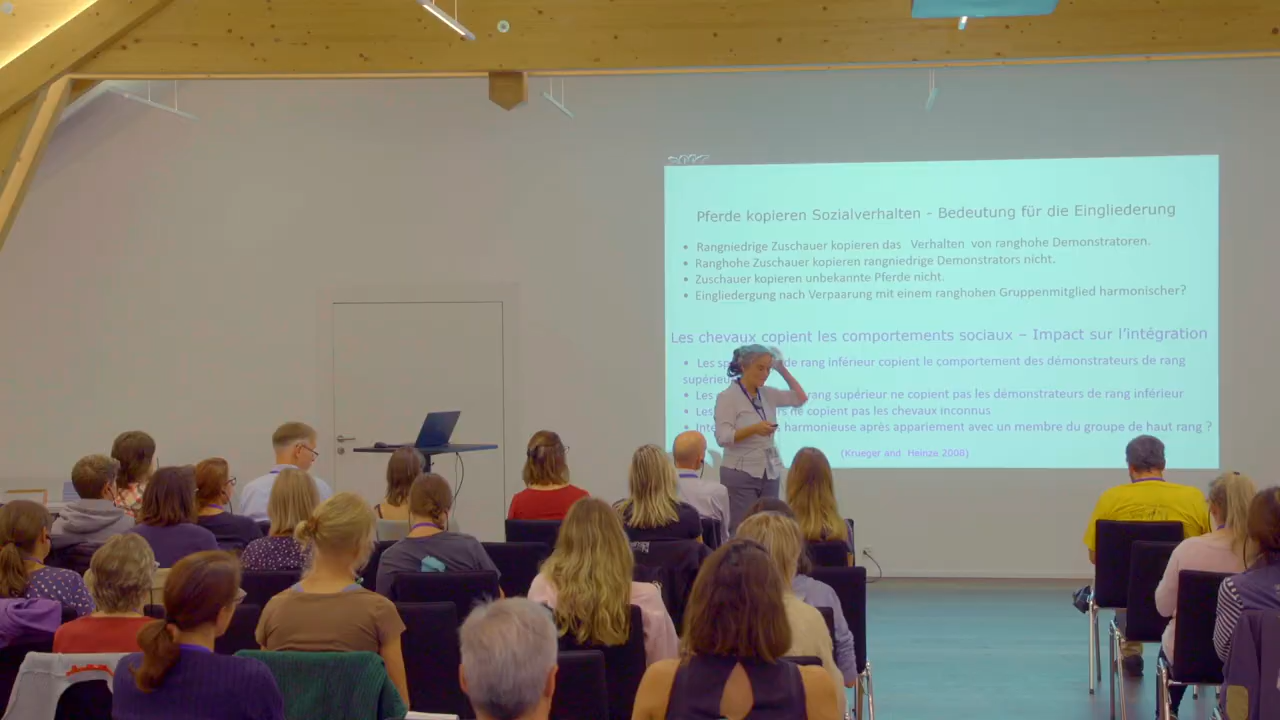 Pferde kopieren Sozialverhalten - Bedeutung für die Eingliederung
• Rangniedrige Zuschauer kopieren das Verhalten von ranghohe Demonstratoren.
• Ranghohe Zuschauer kopieren rangniedrige Demonstrators nicht.
• Zuschauer kopieren unbekannte Pferde nicht.
• Eingliedergung nach Verpaarung mit einem ranghohen Gruppenmitglied harmonischer?
Les chevaux copient les comportements sociaux – Impact sur l'intégration
• Les de rang inférieur copient le comportement des démonstrateurs de rang
supérieur
• Les rang supérieur ne copient pas les démonstrateurs de rang inférieur
• Les ne copient pas les chevaux inconnus
• harmonieuse après appariement avec un membre du groupe de haut rang ?
(Krueger and Heinze 2008)